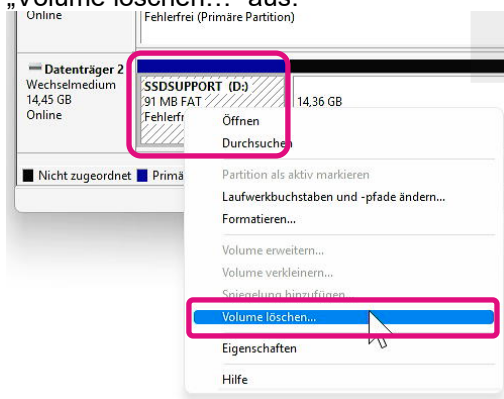 „Volume löschen…“ aus.
Online
Fehlerfrei (Primäre Partition)
Datenträger 2
Wechselmedium
14,45 GB
Online
SSDSUPPORT (D:)
91 MB FAT
Fehlerfr
14,36 GB
Öffnen
Durchsuchen
Partition als aktiv markieren
Laufwerkbuchstaben und -pfade ändern...
Formatieren...
Volume erweitern...
Volume verkleinern...
Spiegelung hinzufügen...
Volume löschen...
Eigenschaften
Hilfe
Nicht zugeordnet
Primä